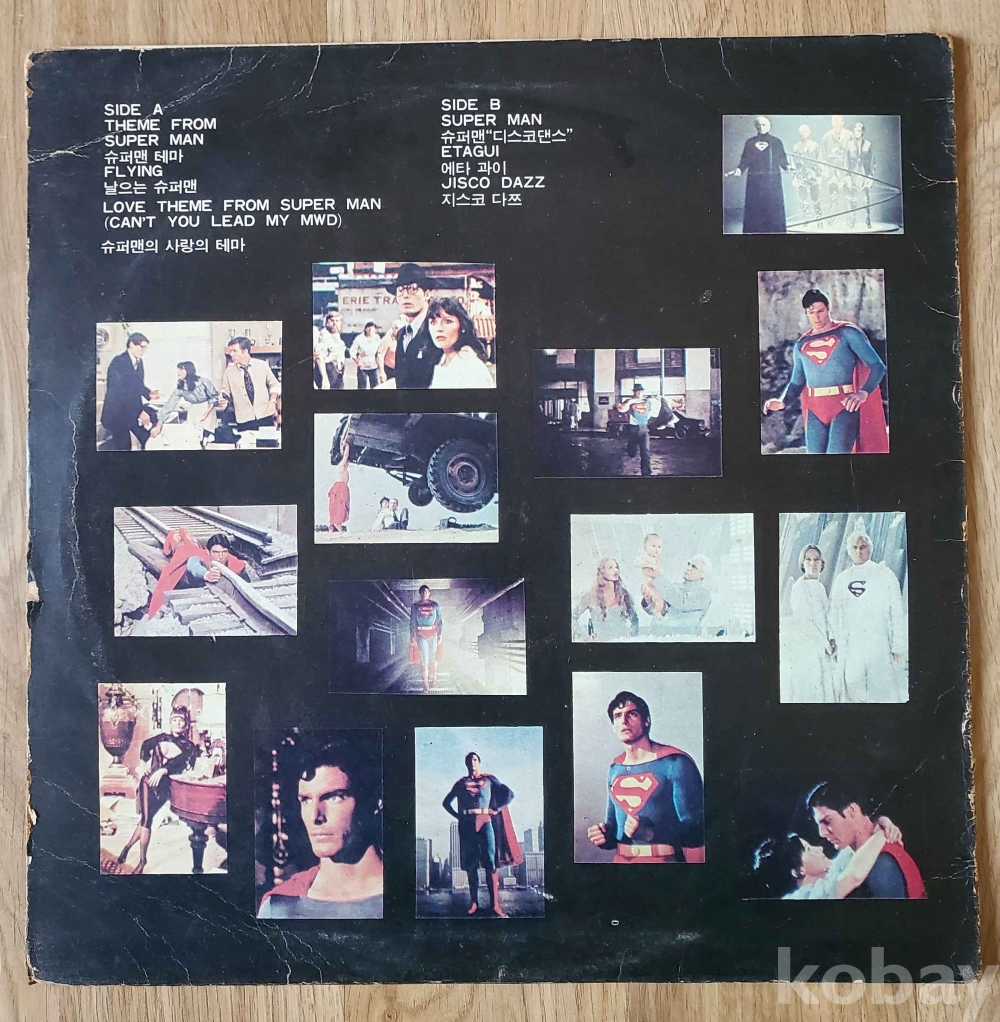 SIDE A
THEME FROM
SUPER MAN
슈퍼맨 테마
FLYING
날으는 슈퍼맨
LOVE THEME FROM SUPER MAN
(CAN'T YOU LEAD MY MWD)
슈퍼맨의 사랑의 테마
SIDE B
SUPER MAN
슈퍼맨“디스코댄스”
ETAGUI
에타 과이
JISCO DAZZ
지스코 다쯔
ERIE TRA
kobay